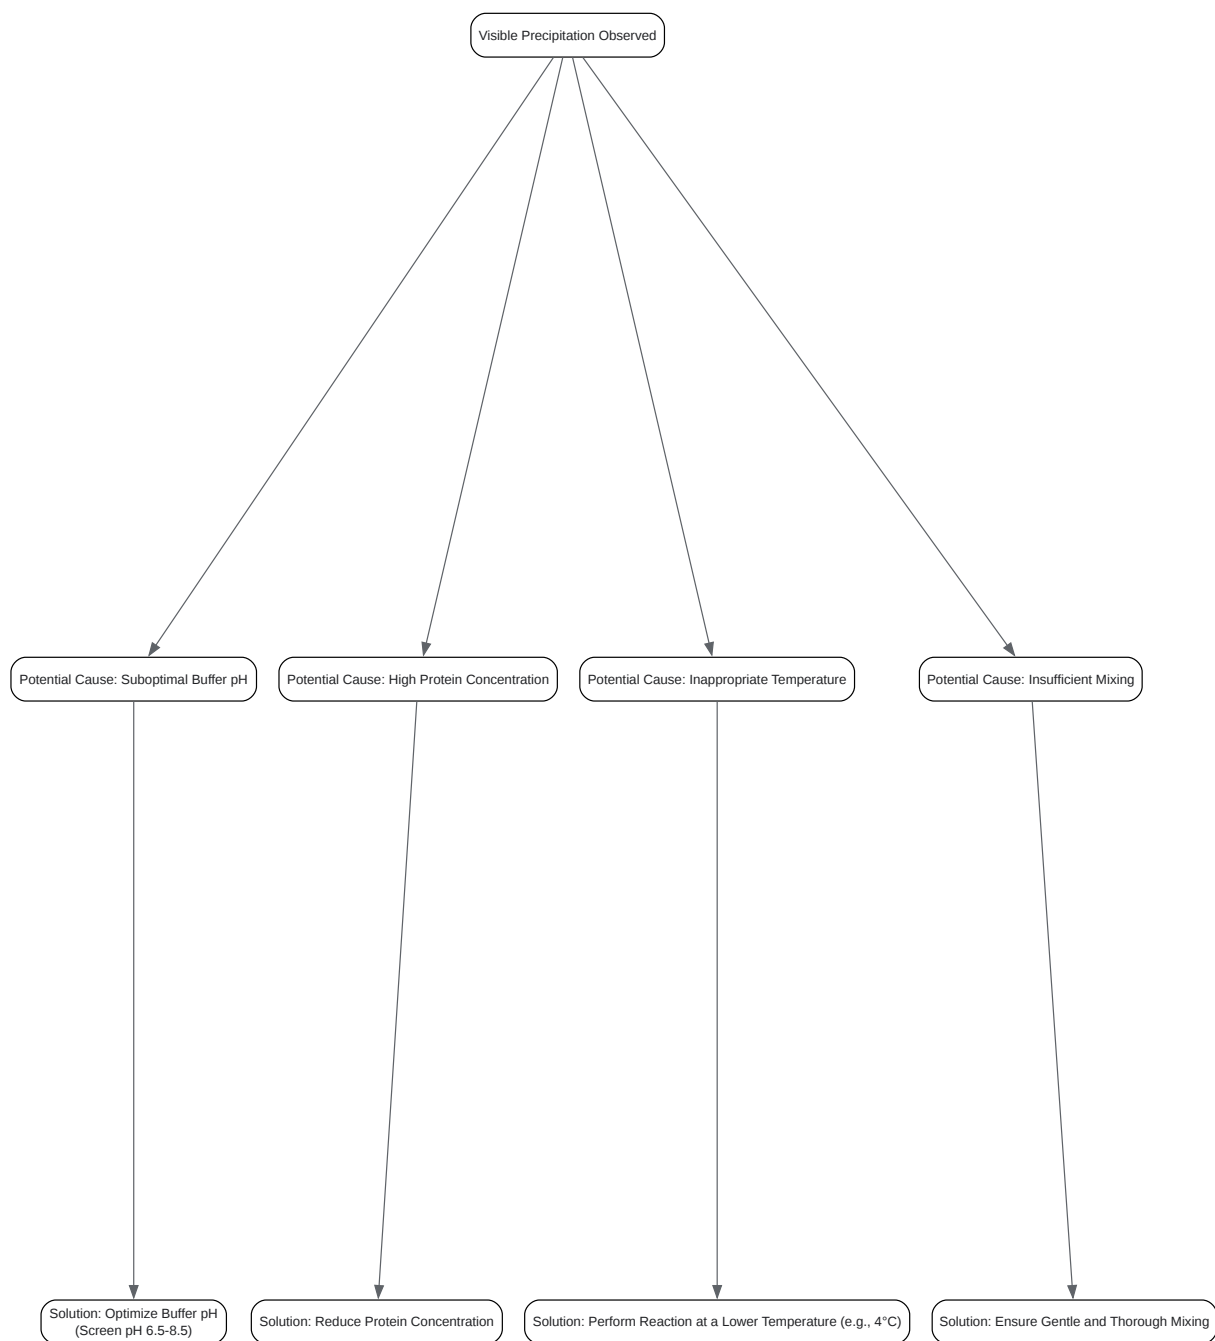 Visible Precipitation Observed
Potential Cause: Suboptimal Buffer pH
Potential Cause: High Protein Concentration
Potential Cause: Inappropriate Temperature
Potential Cause: Insufficient Mixing
Solution: Optimize Buffer pH
(Screen pH 6.5-8.5)
Solution: Reduce Protein Concentration
Solution: Perform Reaction at a Lower Temperature (e.g., 4°C)
Solution: Ensure Gentle and Thorough Mixing